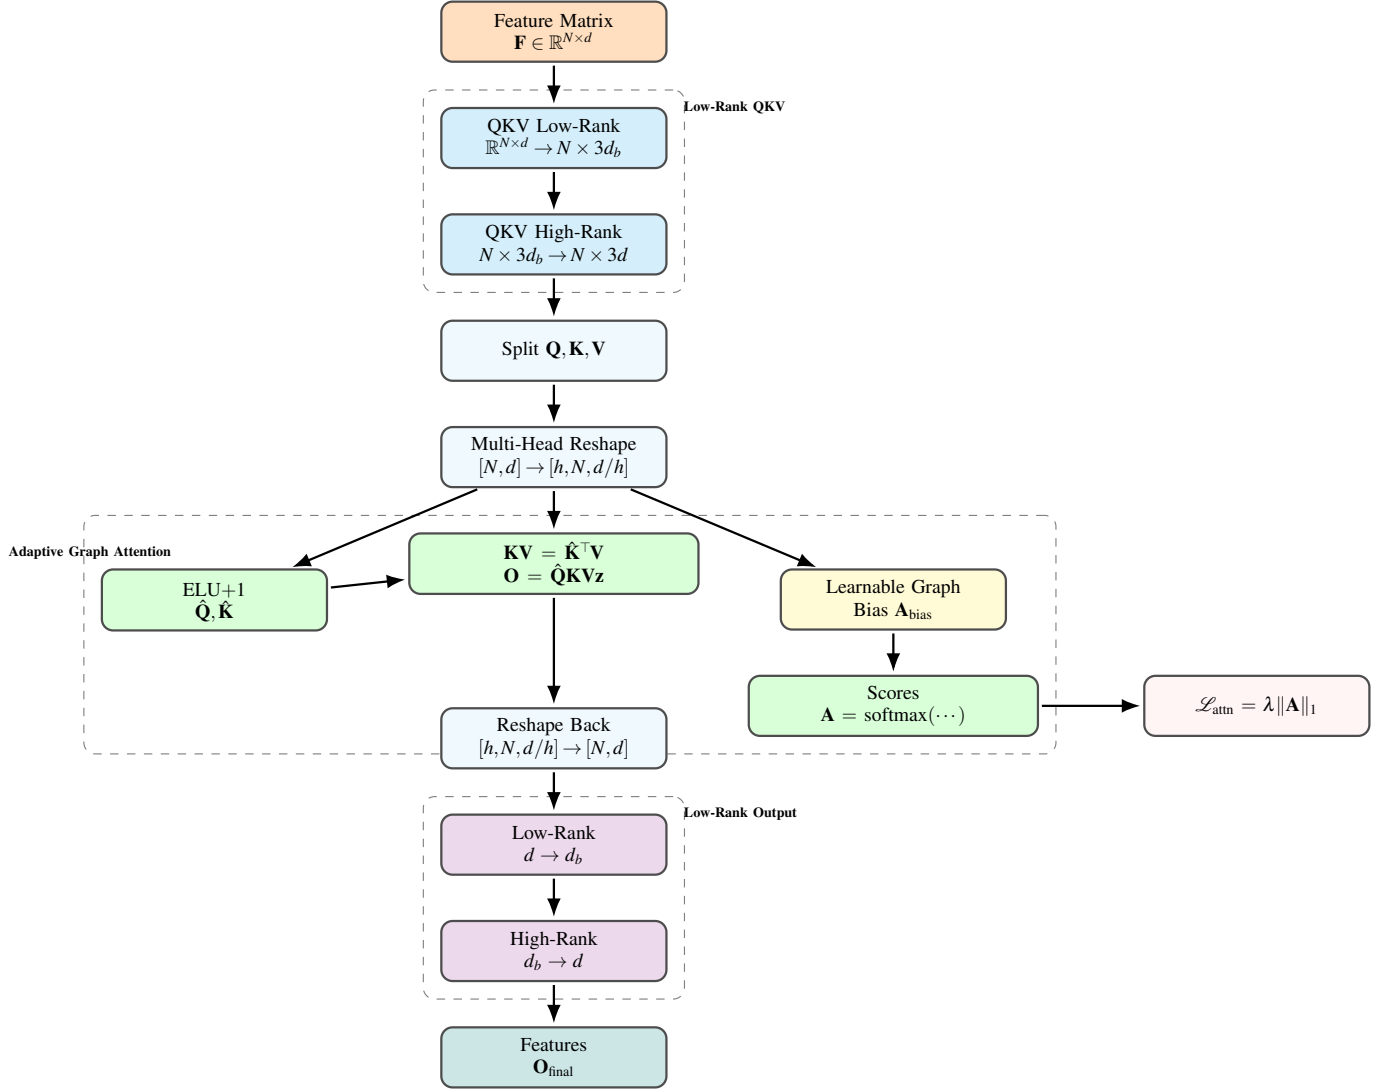 Feature Matrix
𝐅 ∈ ℝ^{N×d}
Low-Rank QKV
QKV Low-Rank
ℝ^{N×d} → N × 3d_b
QKV High-Rank
N × 3d_b → N × 3d
Split 𝐐, 𝐊, 𝐕
Multi-Head Reshape
[N, d] → [h, N, d/h]
Adaptive Graph Attention
ELU+1
𝐐̂, 𝐊̂
𝐊𝐕 = 𝐊̂^⊤𝐕
𝐎 = 𝐐̂𝐊𝐕𝐳
Learnable Graph
Bias 𝐀_bias
Scores
𝐀 = softmax(⋯)
ℒ_attn = λ‖𝐀‖_1
Reshape Back
[h, N, d/h] → [N, d]
Low-Rank Output
Low-Rank
d → d_b
High-Rank
d_b → d
Features
𝐎_final